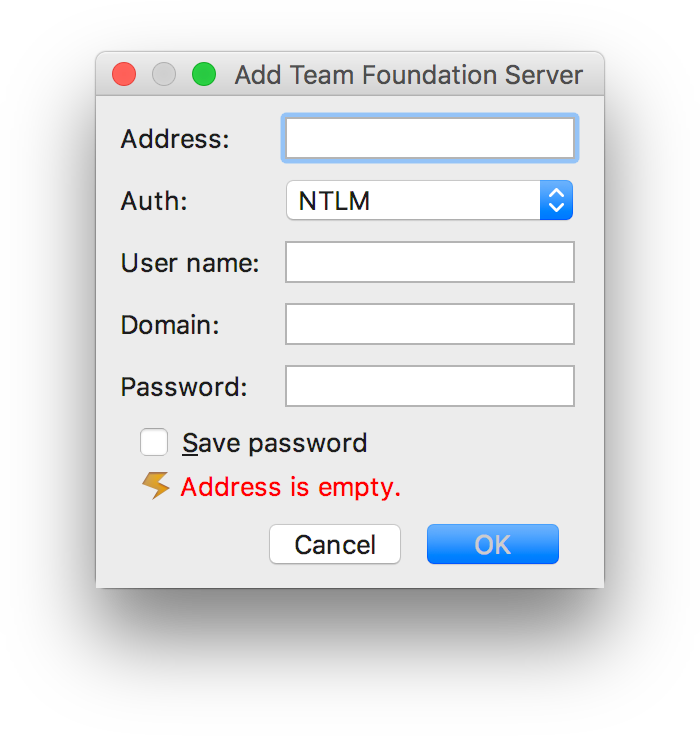 Add Team Foundation Server
Address:
Auth: NTLM
User name:
Domain:
Password:
Save password
Address is empty.
Cancel OK